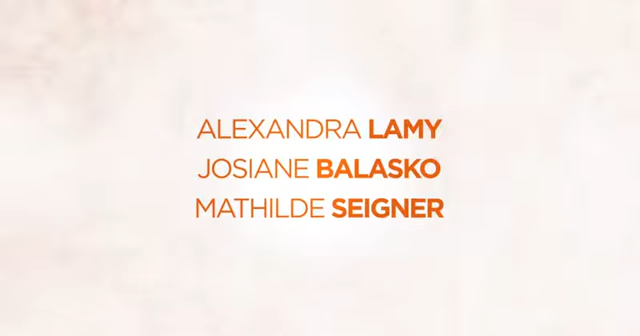 ALEXANDRA LAMY
JOSIANE BALASKO
MATHILDE SEIGNER